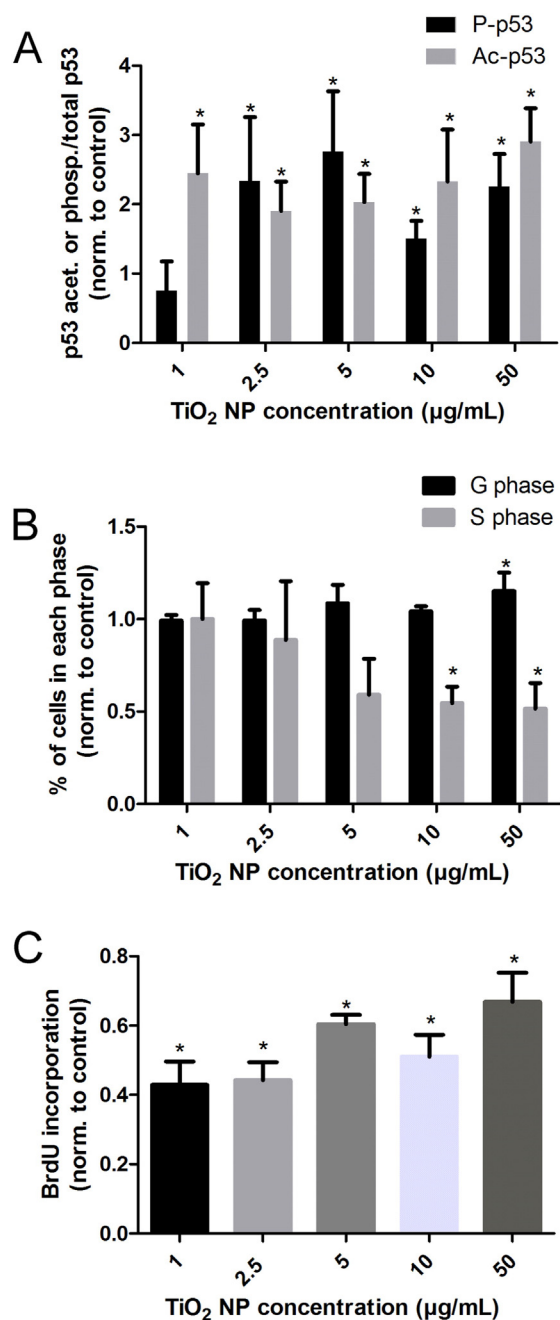 A
P-p53
Ac-p53
p53 acet. or phosp./total p53
(norm. to control)
4
3
2
1
0
* * * * * * * * *
1 2.5 5 10 50
TiO2 NP concentration (µg/mL)
B
G phase
S phase
% of cells in each phase
(norm. to control)
1.5
1.0
0.5
0.0
* * *
1 2.5 5 10 50
TiO2 NP concentration (µg/mL)
C
BrdU incorporation
(norm. to control)
0.8
0.6
0.4
0.2
0.0
* * * * *
1 2.5 5 10 50
TiO2 NP concentration (µg/mL)